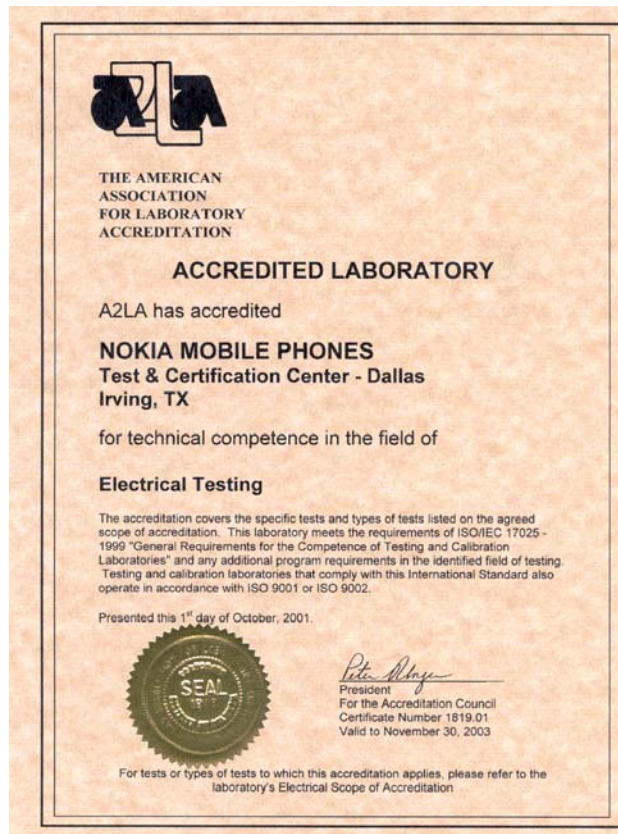 A2LA
THE AMERICAN
ASSOCIATION
FOR LABORATORY
ACCREDITATION
ACCREDITED LABORATORY
A2LA has accredited
NOKIA MOBILE PHONES
Test & Certification Center - Dallas
Irving, TX
for technical competence in the field of
Electrical Testing
The accreditation covers the specific tests and types of tests listed on the agreed
scope of accreditation. This laboratory meets the requirements of ISO/IEC 17025 -
1999 "General Requirements for the Competence of Testing and Calibration
Laboratories" and any additional program requirements in the identified field of testing.
Testing and calibration laboratories that comply with this International Standard also
operate in accordance with ISO 9001 or ISO 9002.
Presented this 1st day of October, 2001.
SEAL
President
For the Accreditation Council
Certificate Number 1819.01
Valid to November 30, 2003
For tests or types of tests to which this accreditation applies, please refer to the
laboratory's Electrical Scope of Accreditation